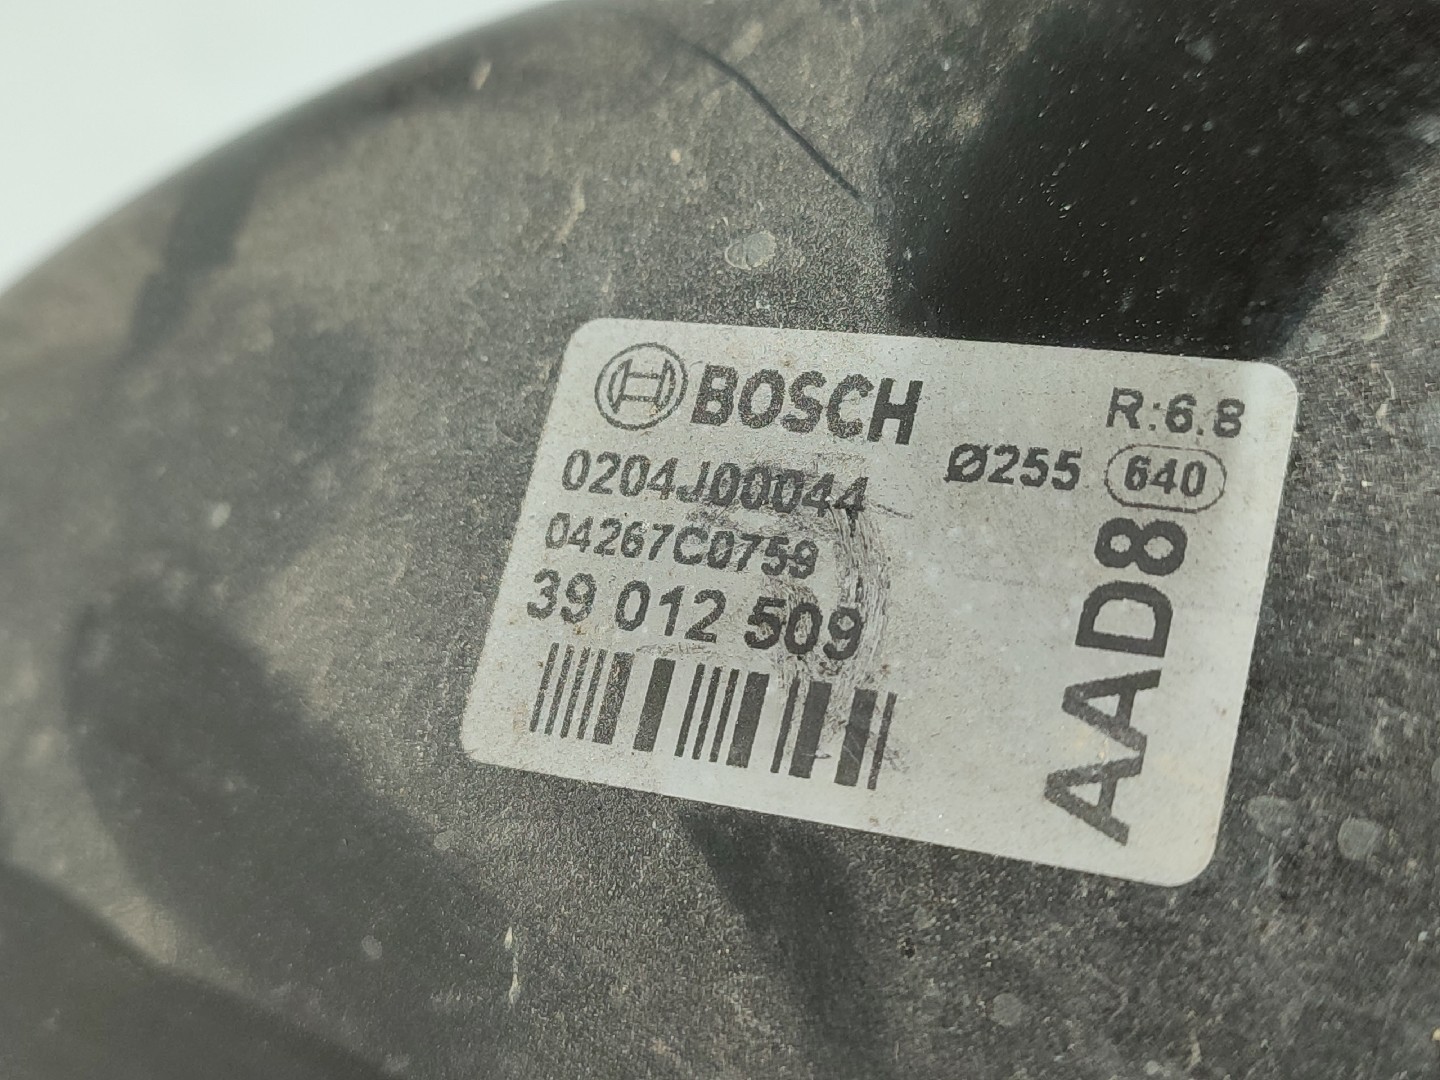 BOSCH
R:6.8
0204J00044
Ø255 640
04267C0759
39 012 509
AAD8